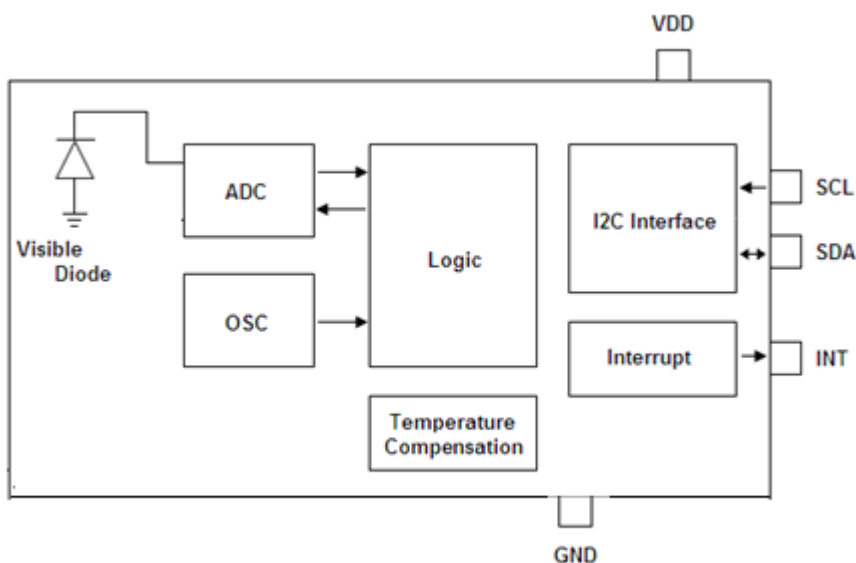 VDD
ADC
Visible
Diode
OSC
Logic
I2C Interface
SCL
SDA
Interrupt
INT
Temperature
Compensation
GND